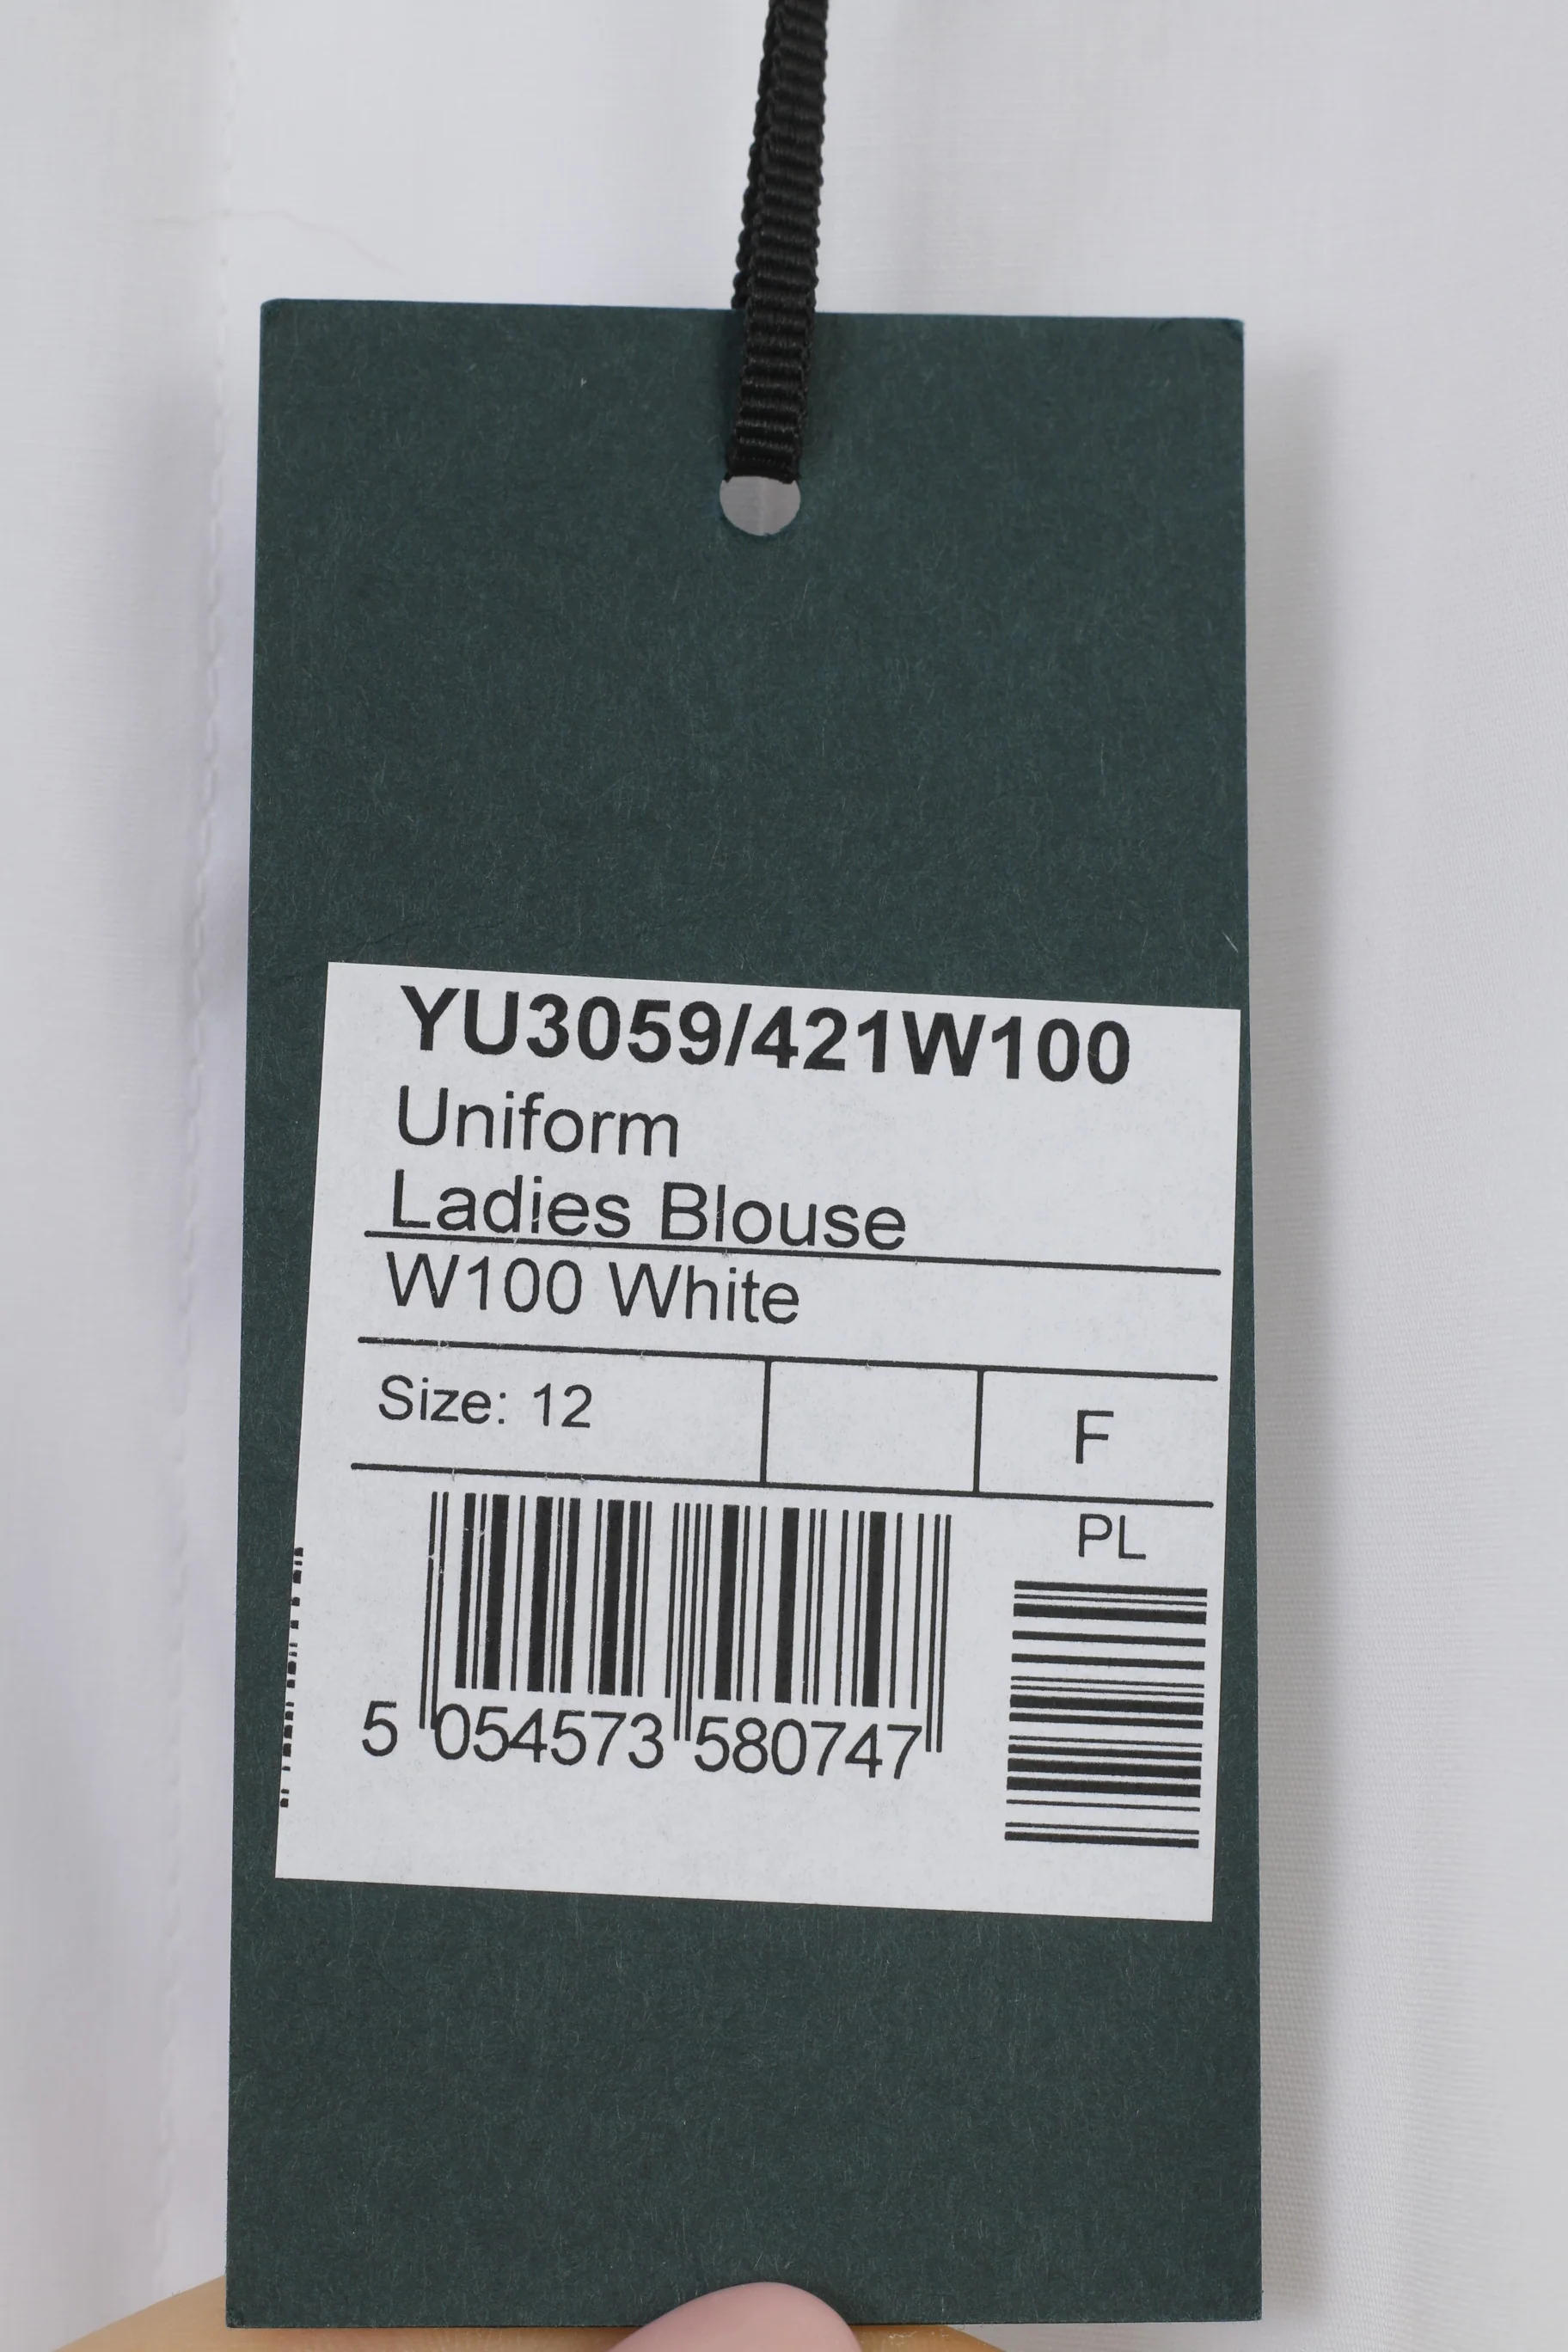 YU3059/421W100
Uniform
Ladies Blouse
W100 White
Size: 12
F
PL
5 054573 580747